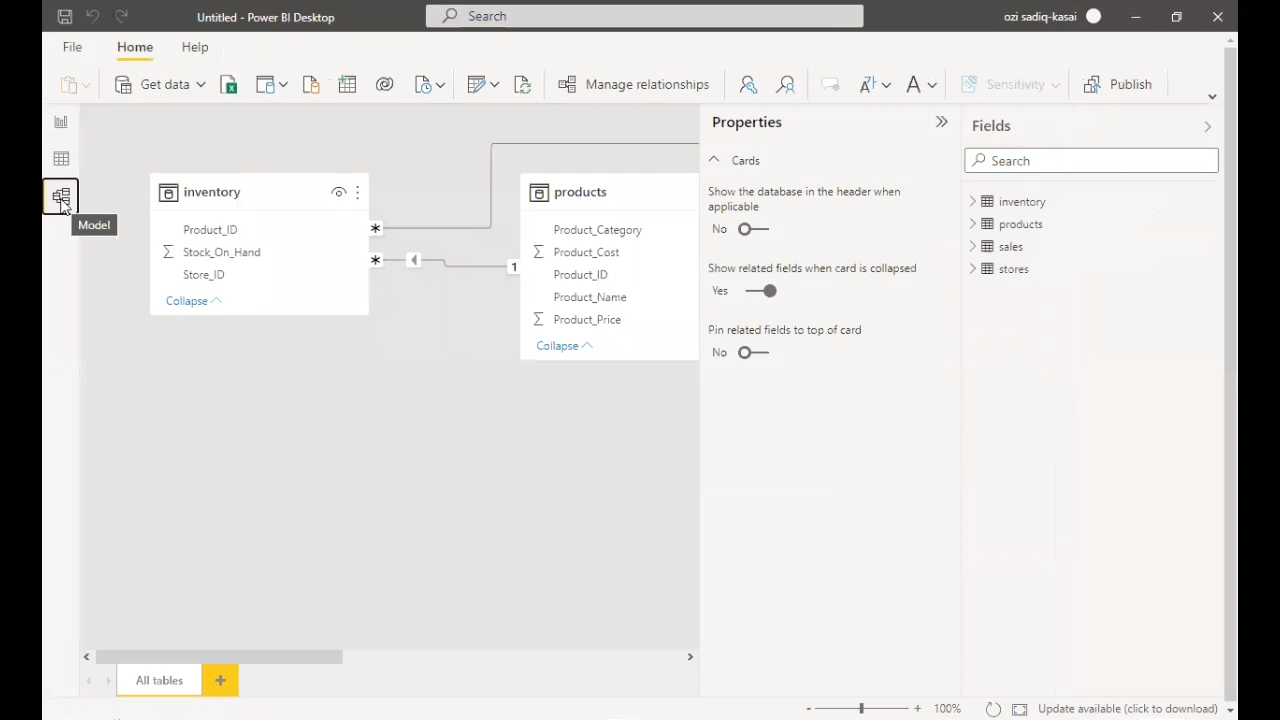 Untitled - Power BI Desktop
Search
ozi sadiq-kasai
File Home Help
Get data
Manage relationships
Sensitivity
Publish
Model
inventory
Product_ID
Stock_On_Hand
Store_ID
Collapse
*
*
1
products
Product_Category
Product_Cost
Product_ID
Product_Name
Product_Price
Collapse
Properties
Cards
Show the database in the header when
applicable
No
Show related fields when card is collapsed
Yes
Pin related fields to top of card
No
Fields
Search
inventory
products
sales
stores
All tables
+
- + 100%
Update available (click to download)